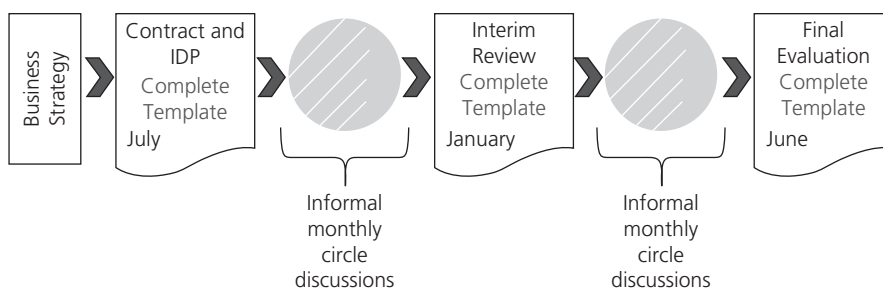 Business
Strategy
Contract and
IDP
Complete
Template
July
Informal
monthly
circle
discussions
Interim
Review
Complete
Template
January
Informal
monthly
circle
discussions
Final
Evaluation
Complete
Template
June